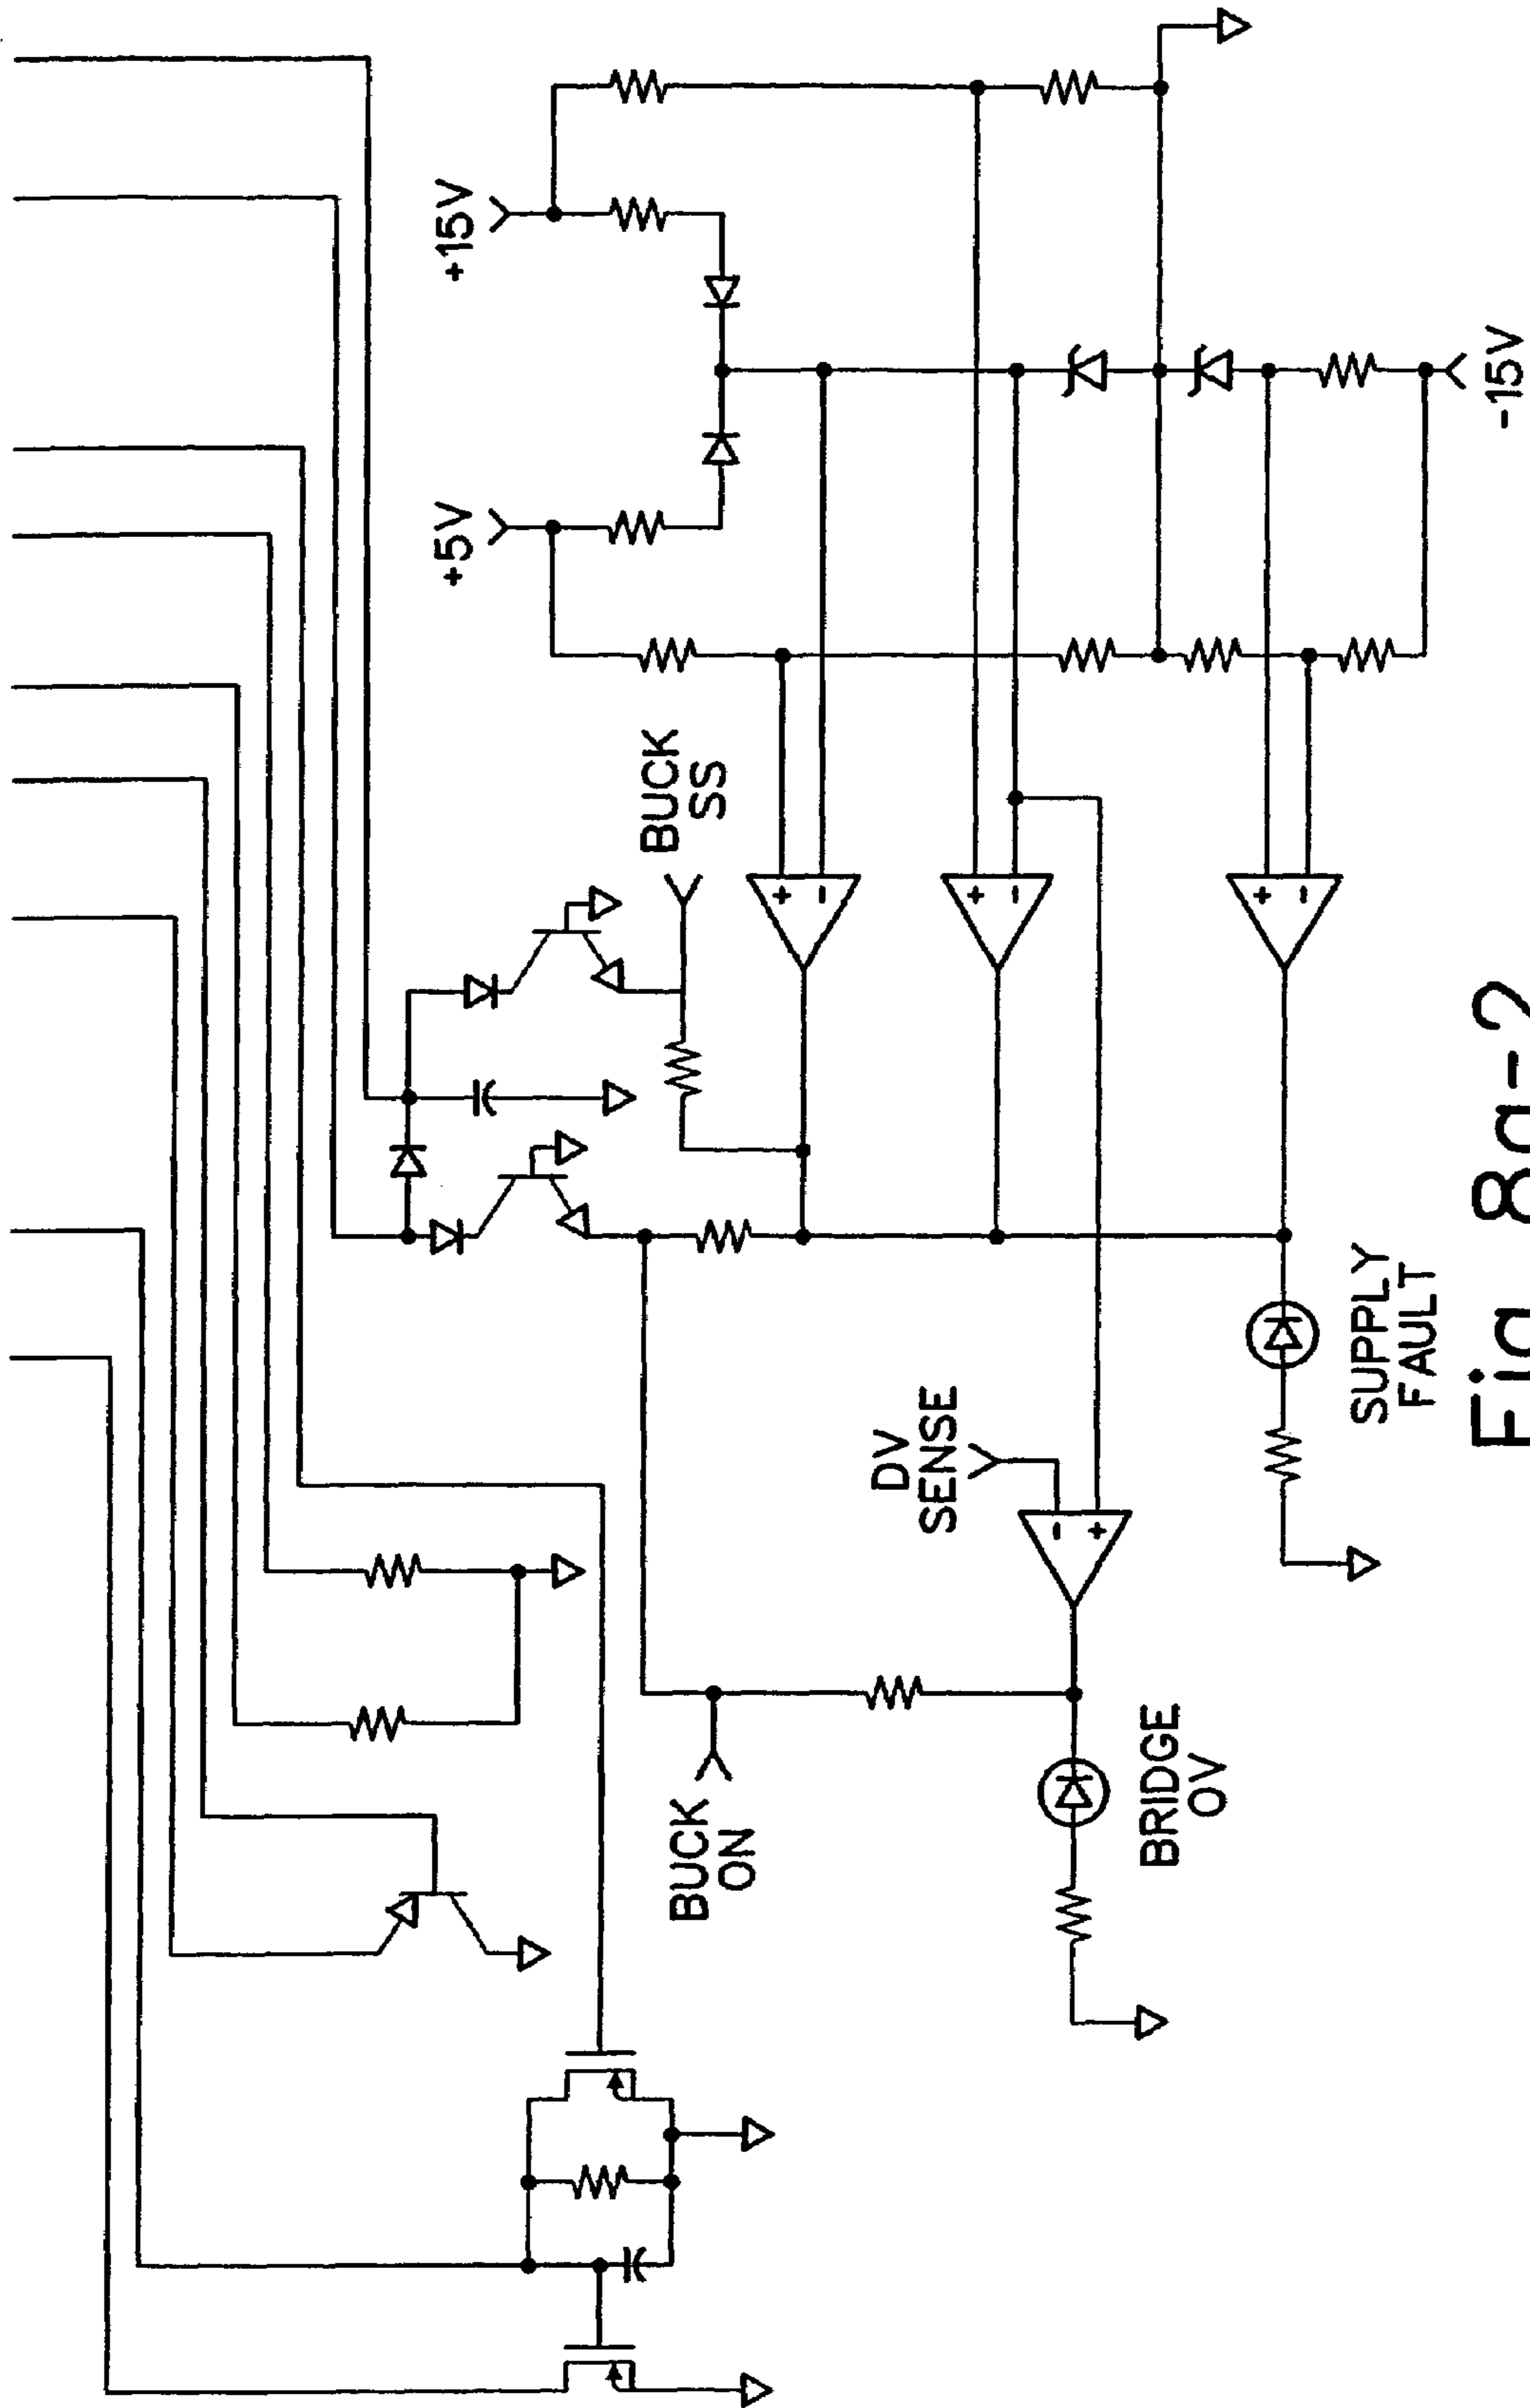 +15V
+5V
-15V
BUCK
SS
+
-
+
-
+
-
DV
SENSE
-
+
BUCK
ON
BRIDGE
OV
SUPPLY
FAULT
Fig. 8a-2